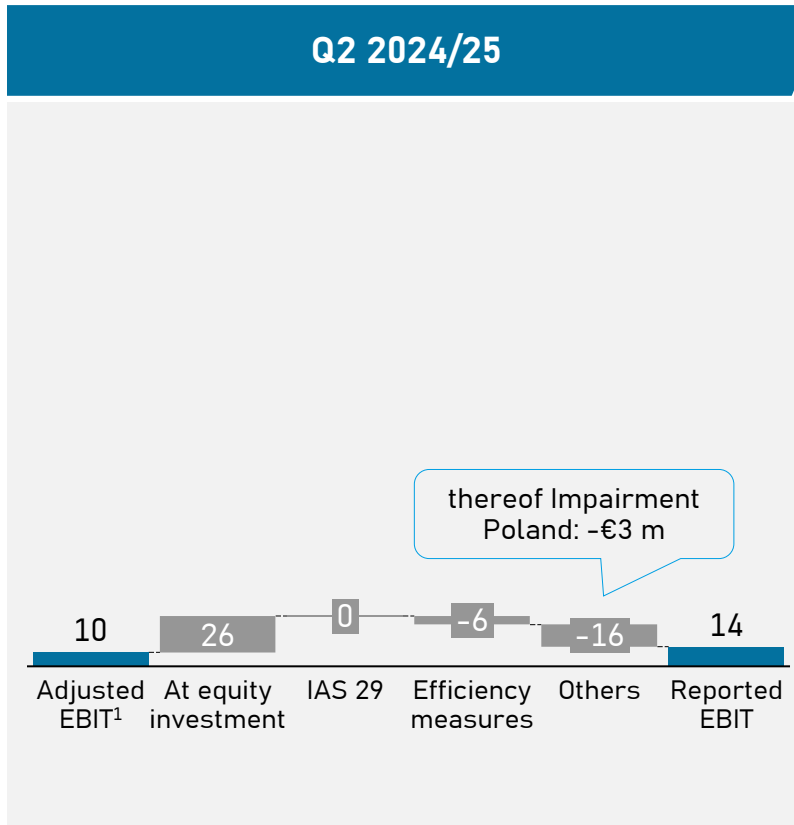 Q2 2024/25
thereof Impairment
Poland: -€3 m
10
26
0
-6
-16
14
Adjusted
EBIT¹
At equity
investment
IAS 29
Efficiency
measures
Others
Reported
EBIT